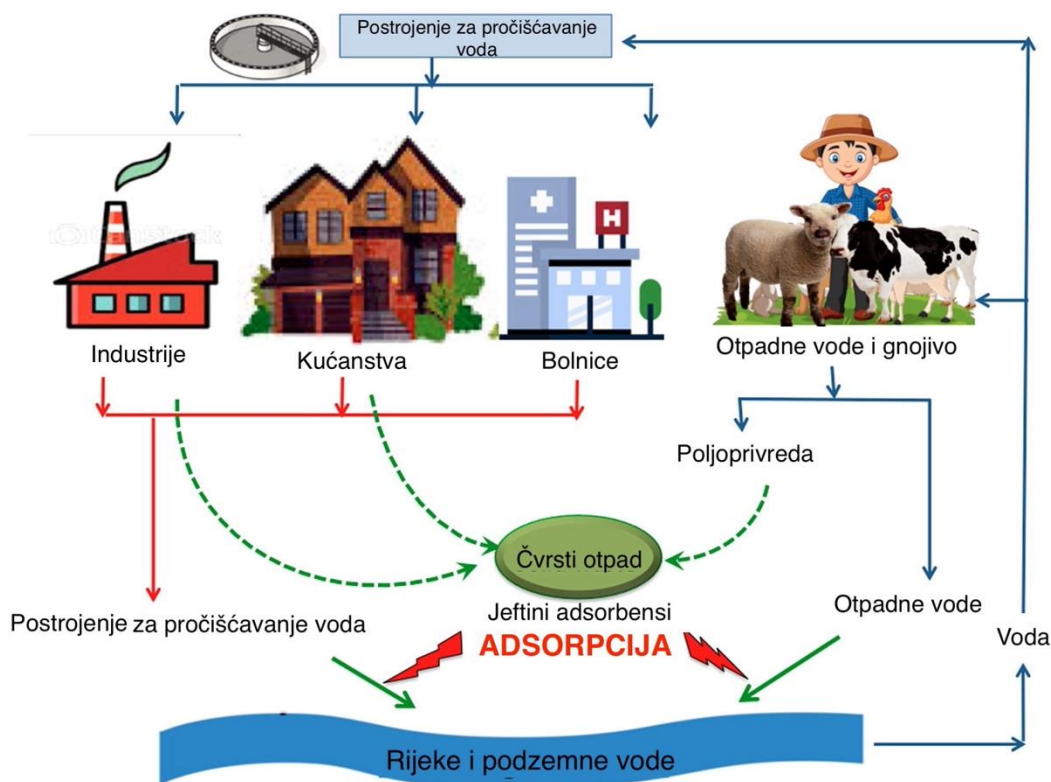 Postrojenje za pročišćavanje
voda
H
Industrije
Kućanstva
Bolnice
Otpadne vode i gnojivo
Poljoprivreda
Čvrsti otpad
Jeftini adsorbensi
ADSORPCIJA
Postrojenje za pročišćavanje voda
Otpadne vode
Voda
Rijeke i podzemne vode